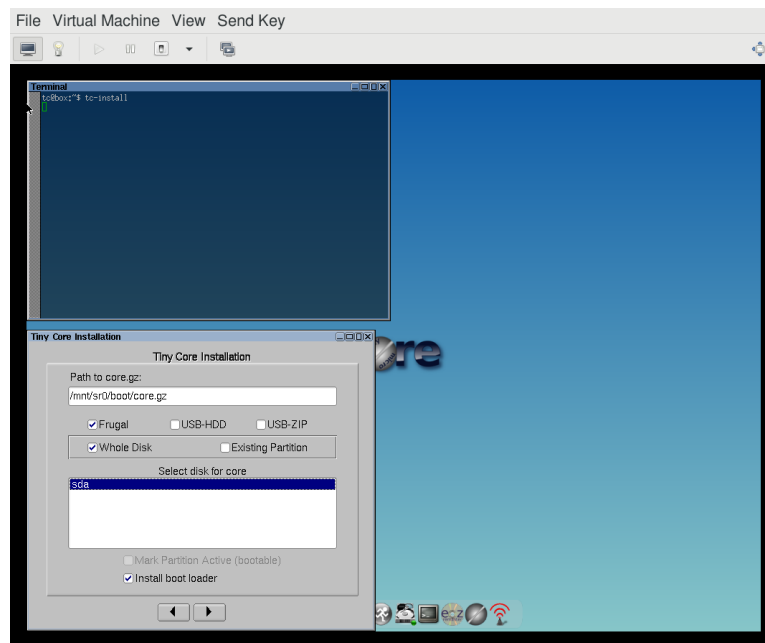 File Virtual Machine View Send Key
Terminal
tc@box:~$ tc-install
Tiny Core Installation
ore
Tiny Core Installation
Path to core.gz:
/mnt/sr0/boot/core.gz
Frugal USB-HDD USB-ZIP
Whole Disk Existing Partition
Select disk for core
sda
Mark Partition Active (bootable)
Install boot loader